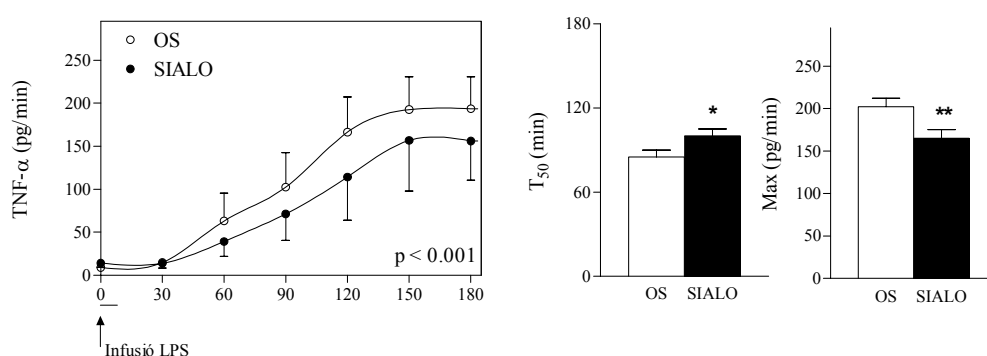 TNF-α (pg/min)
250
200
150
100
50
0
OS
SIALO
p < 0.001
0 30 60 90 120 150 180
Infusió LPS
T50 (min)
180
120
60
0
*
OS SIALO
Max (pg/min)
250
200
150
100
50
0
**
OS SIALO